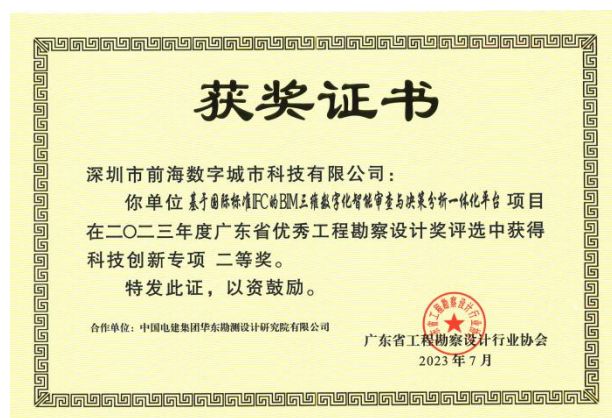 获奖证书
深圳市前海数字城市科技有限公司：
你单位 基于国际标准IFC的BIM三维数字化智能审查与决策分析一体化平台 项目
在二〇二三年度广东省优秀工程勘察设计奖评选中获得
科技创新专项 二等奖。
特发此证，以资鼓励。
合作单位：中国电建集团华东勘测设计研究院有限公司
广东省工程勘察设计行业协会
2023年7月